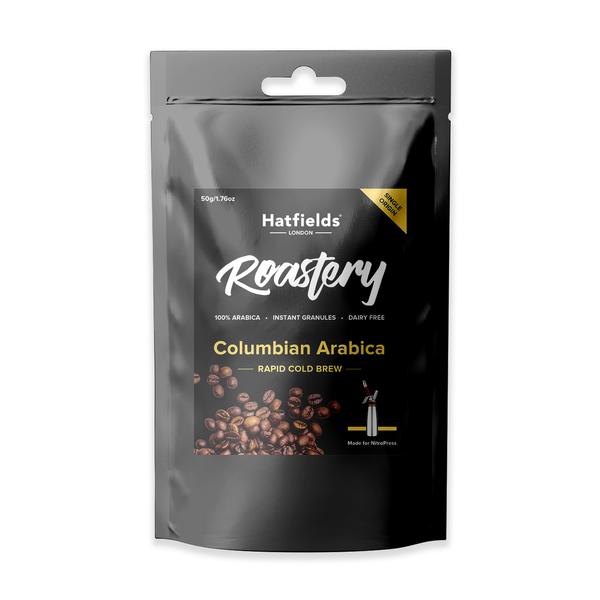 50g/1.76oz
SINGLE
ORIGIN
Hatfields®
LONDON
Roastery
100% ARABICA • INSTANT GRANULES • DAIRY FREE
Columbian Arabica
RAPID COLD BREW
Made for NitroPress.